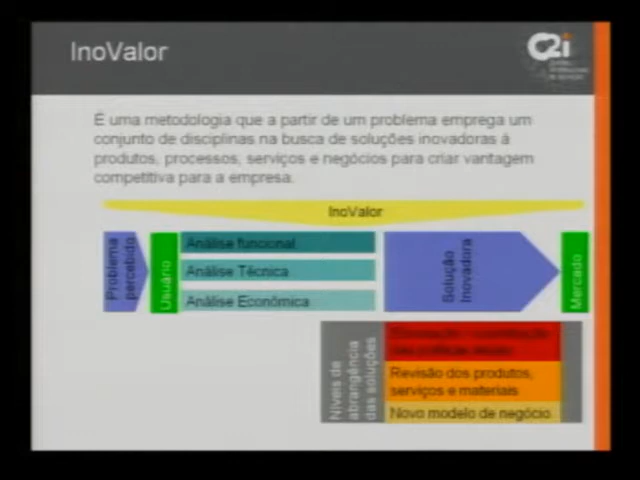 InoValor
C2i
É uma metodologia que a partir de um problema emprega um
conjunto de disciplinas na busca de soluções inovadoras à
produtos, processos, serviços e negócios para criar vantagem
competitiva para a empresa.
InoValor
Problema
percebido
Usuário
Análise funcional
Análise Técnica
Análise Econômica
Solução
Inovadora
Mercado
Níveis de
abrangência
das soluções
Revisão dos produtos,
serviços e materiais
Novo modelo de negócio